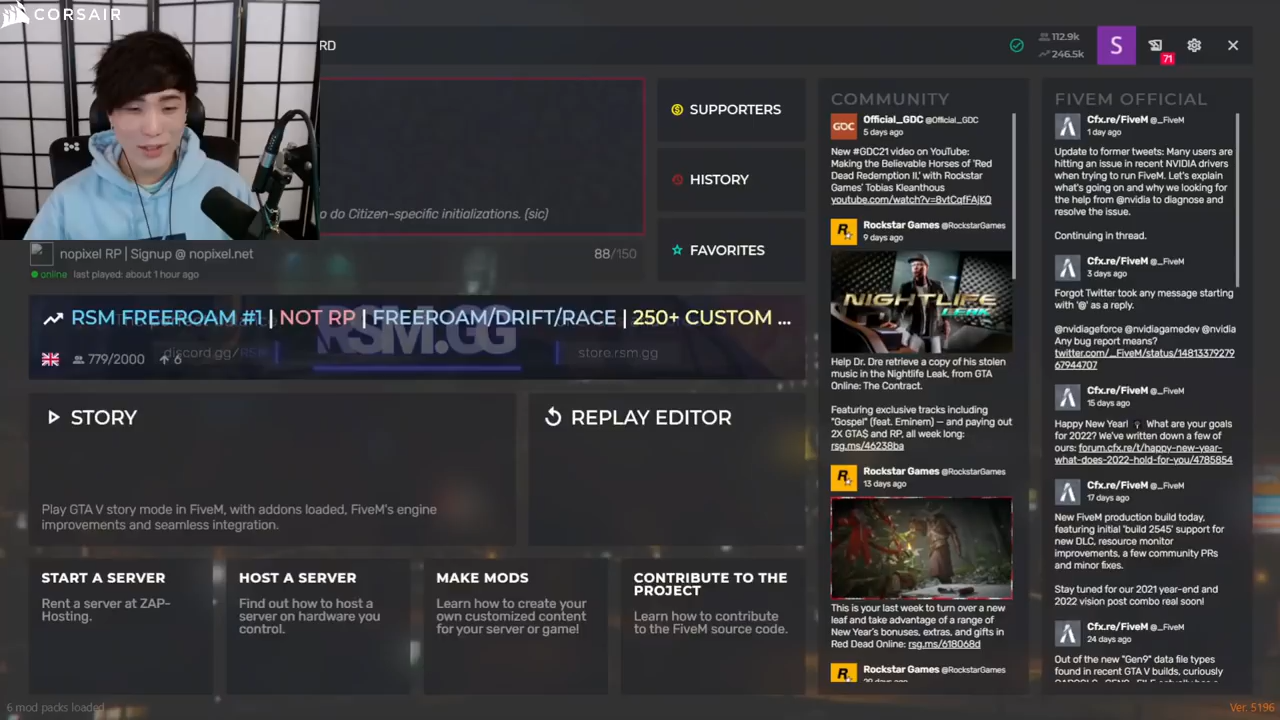 CORSAIR
RD
112.9k
246.5k
S
71
o do Citizen-specific initializations. (sic)
nopixel RP | Signup @ nopixel.net
88/150
online last played: about 1 hour ago
SUPPORTERS
HISTORY
FAVORITES
RSM FREEROAM #1 | NOT RP | FREEROAM/DRIFT/RACE | 250+ CUSTOM ...
RSM.GG
discord.gg/RSM
store.rsm.gg
779/2000
6
STORY
Play GTA V story mode in FiveM, with addons loaded, FiveM's engine
improvements and seamless integration.
REPLAY EDITOR
START A SERVER
Rent a server at ZAP-
Hosting.
HOST A SERVER
Find out how to host a
server on hardware you
control.
MAKE MODS
Learn how to create your
own customized content
for your server or game!
CONTRIBUTE TO THE
PROJECT
Learn how to contribute
to the FiveM source code.
COMMUNITY
GDC
Official_GDC @Official_GDC
5 days ago
New #GDC21 video on YouTube:
Making the Believable Horses of 'Red
Dead Redemption II,' with Rockstar
Games' Tobias Kleanthous
youtube.com/watch?v=8vtCqfFAjKQ
Rockstar Games @RockstarGames
9 days ago
NIGHTLIFE
LEAK
Help Dr. Dre retrieve a copy of his stolen
music in the Nightlife Leak, from GTA
Online: The Contract.
Featuring exclusive tracks including
"Gospel" (feat. Eminem) — and paying out
2X GTA$ and RP, all week long:
rsg.ms/46238ba
Rockstar Games @RockstarGames
13 days ago
This is your last week to turn over a new
leaf and take advantage of a range of
New Year's bonuses, extras, and gifts in
Red Dead Online: rsg.ms/618068d
Rockstar Games @RockstarGames
FIVEM OFFICIAL
Cfx.re/FiveM @_FiveM
1 day ago
Update to former tweets: Many users are
hitting an issue in recent NVIDIA drivers
when trying to run FiveM. Let's explain
what's going on and why we looking for
the help from @nvidia to diagnose and
resolve the issue.
Continuing in thread.
Cfx.re/FiveM @_FiveM
3 days ago
Forgot Twitter took any message starting
with '@' as a reply.
@nvidiageforce @nvidiagamedev @nvidia
Any bug report means?
twitter.com/_FiveM/status/14813379279
67944707
Cfx.re/FiveM @_FiveM
15 days ago
Happy New Year! What are your goals
for 2022? We've written down a few of
ours: forum.cfx.re/t/happy-new-year-
what-does-2022-hold-for-you/4785854
Cfx.re/FiveM @_FiveM
17 days ago
New FiveM production build today,
featuring initial 'build 2545' support for
new DLC, resource monitor
improvements, a few community PRs
and minor fixes.
Stay tuned for our 2021 year-end and
2022 vision post combo real soon!
Cfx.re/FiveM @_FiveM
24 days ago
Out of the new "Gen9" data file types
found in recent GTA V builds, curiously
6 mod packs loaded
Ver. 5196